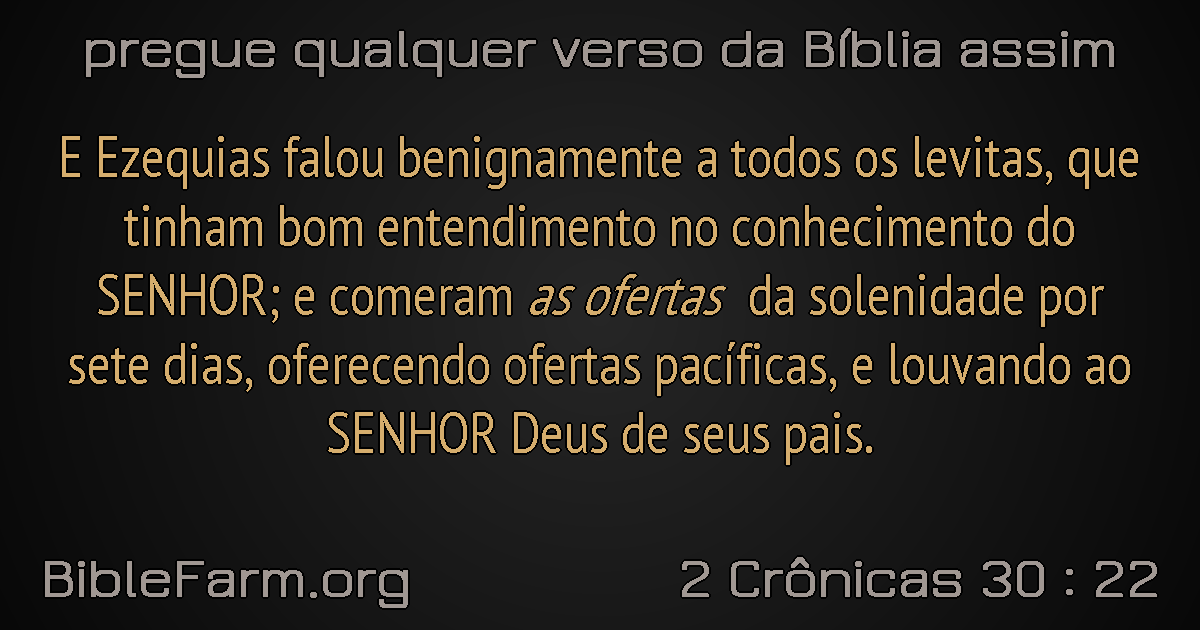 pregue qualquer verso da Bíblia assim
E Ezequias falou benignamente a todos os levitas, que
tinham bom entendimento no conhecimento do
SENHOR; e comeram as ofertas da solenidade por
sete dias, oferecendo ofertas pacíficas, e louvando ao
SENHOR Deus de seus pais.
BibleFarm.org
2 Crônicas 30 : 22